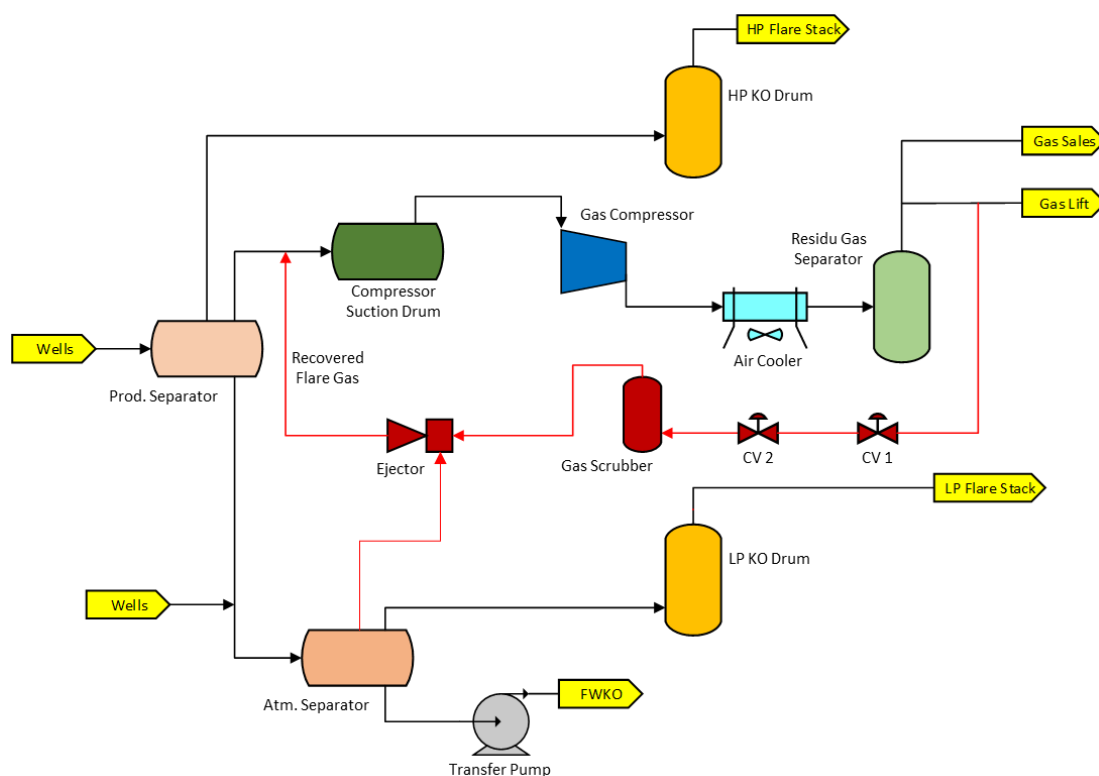 HP Flare Stack
HP KO Drum
Gas Sales
Gas Lift
Gas Compressor
Residu Gas
Separator
Compressor
Suction Drum
Wells
Recovered
Flare Gas
Air Cooler
Prod. Separator
Ejector
Gas Scrubber
CV 2
CV 1
LP Flare Stack
LP KO Drum
Wells
Atm. Separator
FWKO
Transfer Pump